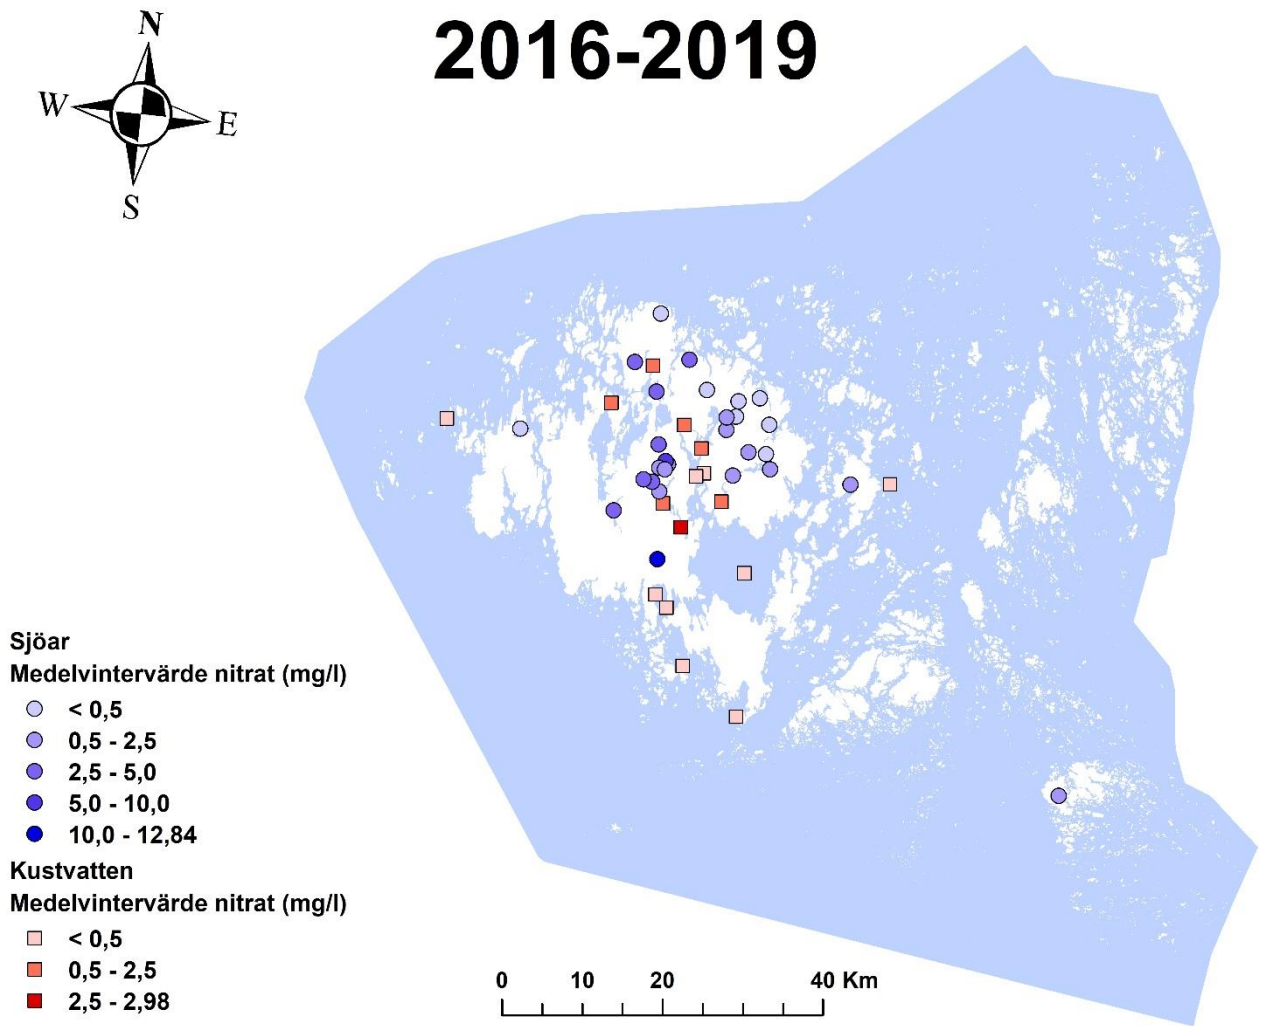 2016-2019
N
W
E
S
Sjöar
Medelvintervärde nitrat (mg/l)
< 0,5
0,5 - 2,5
2,5 - 5,0
5,0 - 10,0
10,0 - 12,84
Kustvatten
Medelvintervärde nitrat (mg/l)
< 0,5
0,5 - 2,5
2,5 - 2,98
0 10 20 40 Km